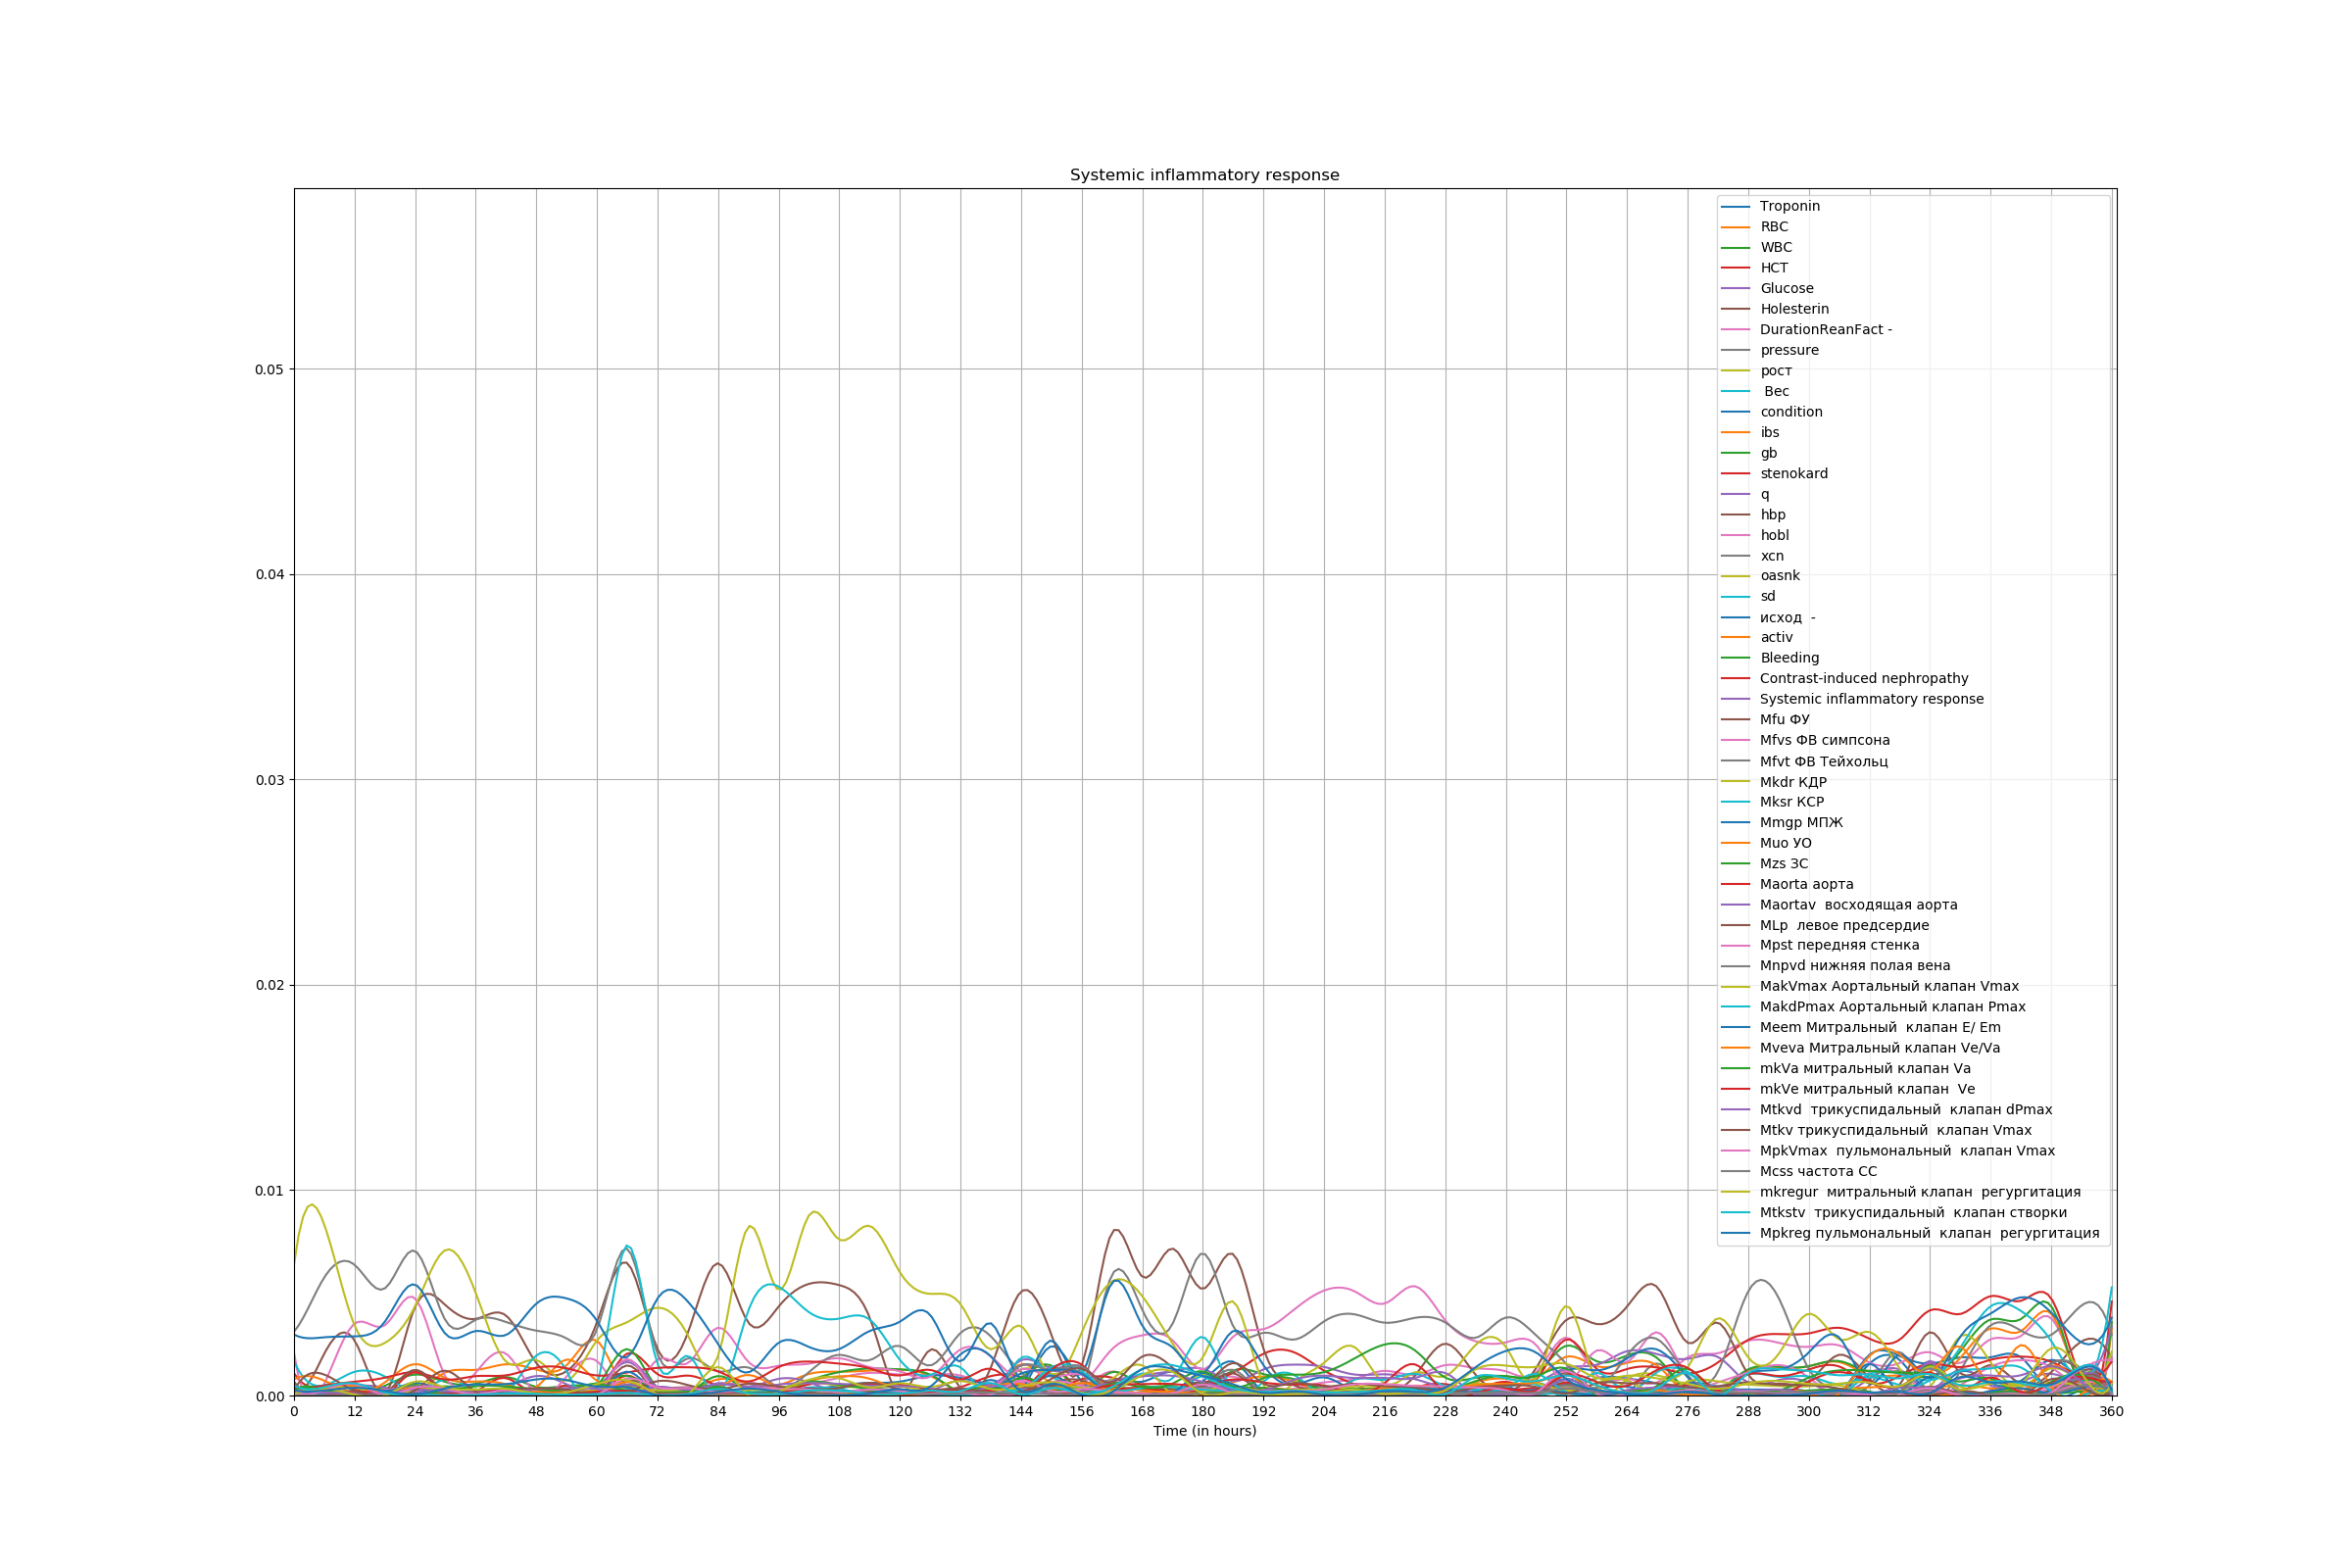 Systemic inflammatory response
0.05
0.04
0.03
0.02
0.01
0.00
Troponin
RBC
WBC
HCT
Glucose
Holesterin
DurationReanFact -
pressure
рост
Вес
condition
ibs
gb
stenokard
q
hbp
hobl
xcn
oasnk
sd
исход  -
activ
Bleeding
Contrast-induced nephropathy
Systemic inflammatory response
Mfu ФУ
Mfvs ФВ симпсона
Mfvt ФВ Тейхольц
Mkdr КДР
Mksr КСР
Mmgp МПЖ
Muo УО
Mzs ЗС
Maorta аорта
Maortav  восходящая аорта
MLp  левое предсердие
Mpst передняя стенка
Mnpvd нижняя полая вена
MakVmax Аортальный клапан Vmax
MakdPmax Аортальный клапан Pmax
Meem Митральный  клапан E/ Em
Mveva Митральный клапан Ve/Va
mkVa митральный клапан Va
mkVe митральный клапан  Ve
Mtkvd  трикуспидальный  клапан dPmax
Mtkv трикуспидальный  клапан Vmax
MpkVmax  пульмональный  клапан Vmax
Mcss частота СС
mkregur  митральный клапан  регургитация
Mtkstv  трикуспидальный  клапан створки
Mpkreg пульмональный  клапан  регургитация
0 12 24 36 48 60 72 84 96 108 120 132 144 156 168 180 192 204 216 228 240 252 264 276 288 300 312 324 336 348 360
Time (in hours)